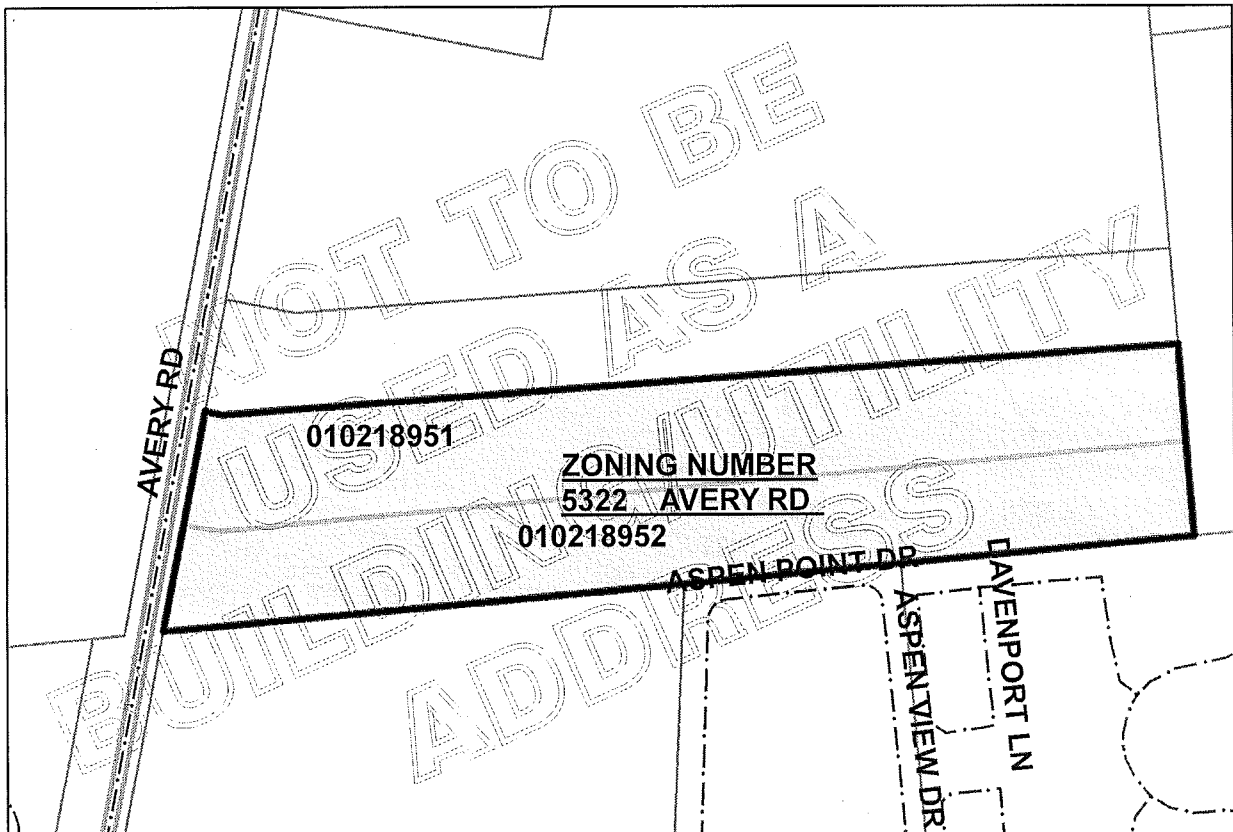 NOT TO BE
USED AS A
BUILDING/UTILITY
ADDRESS
AVERY RD
010218951
ZONING NUMBER
5322 AVERY RD
010218952
ASPEN POINT DR
ASPEN VIEW DR
DAVENPORT LN